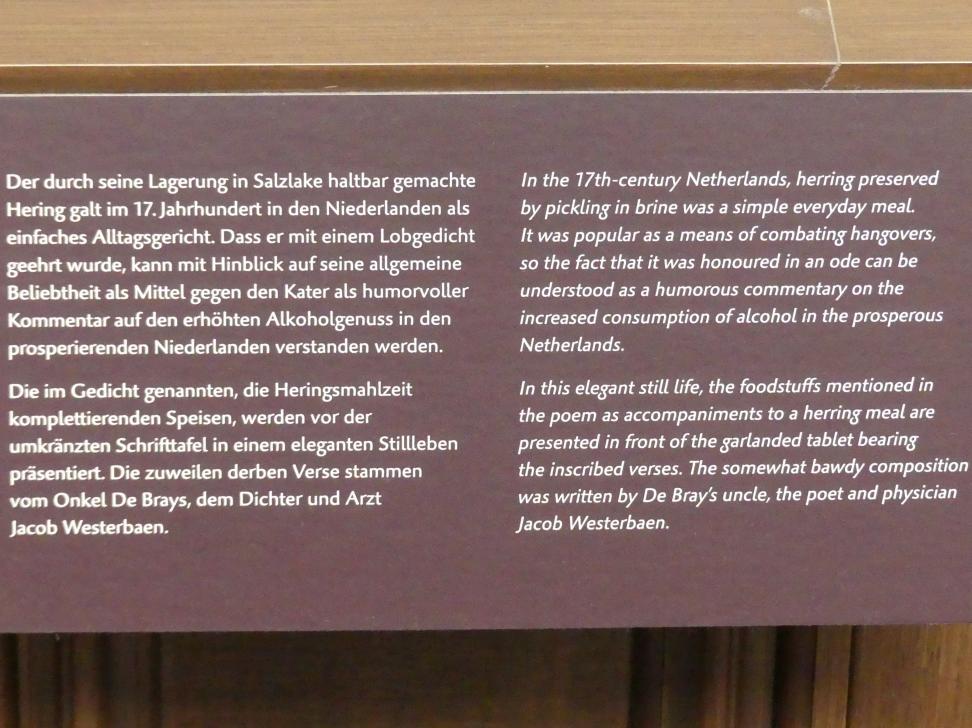 Der durch seine Lagerung in Salzlake haltbar gemachte
Hering galt im 17. Jahrhundert in den Niederlanden als
einfaches Alltagsgericht. Dass er mit einem Lobgedicht
geehrt wurde, kann mit Hinblick auf seine allgemeine
Beliebtheit als Mittel gegen den Kater als humorvoller
Kommentar auf den erhöhten Alkoholgenuss in den
prosperierenden Niederlanden verstanden werden.
Die im Gedicht genannten, die Heringsmahlzeit
komplettierenden Speisen, werden vor der
umkränzten Schrifttafel in einem eleganten Stillleben
präsentiert. Die zuweilen derben Verse stammen
vom Onkel De Brays, dem Dichter und Arzt
Jacob Westerbaen.
In the 17th-century Netherlands, herring preserved
by pickling in brine was a simple everyday meal.
It was popular as a means of combating hangovers,
so the fact that it was honoured in an ode can be
understood as a humorous commentary on the
increased consumption of alcohol in the prosperous
Netherlands.
In this elegant still life, the foodstuffs mentioned in
the poem as accompaniments to a herring meal are
presented in front of the garlanded tablet bearing
the inscribed verses. The somewhat bawdy composition
was written by De Bray's uncle, the poet and physician
Jacob Westerbaen.